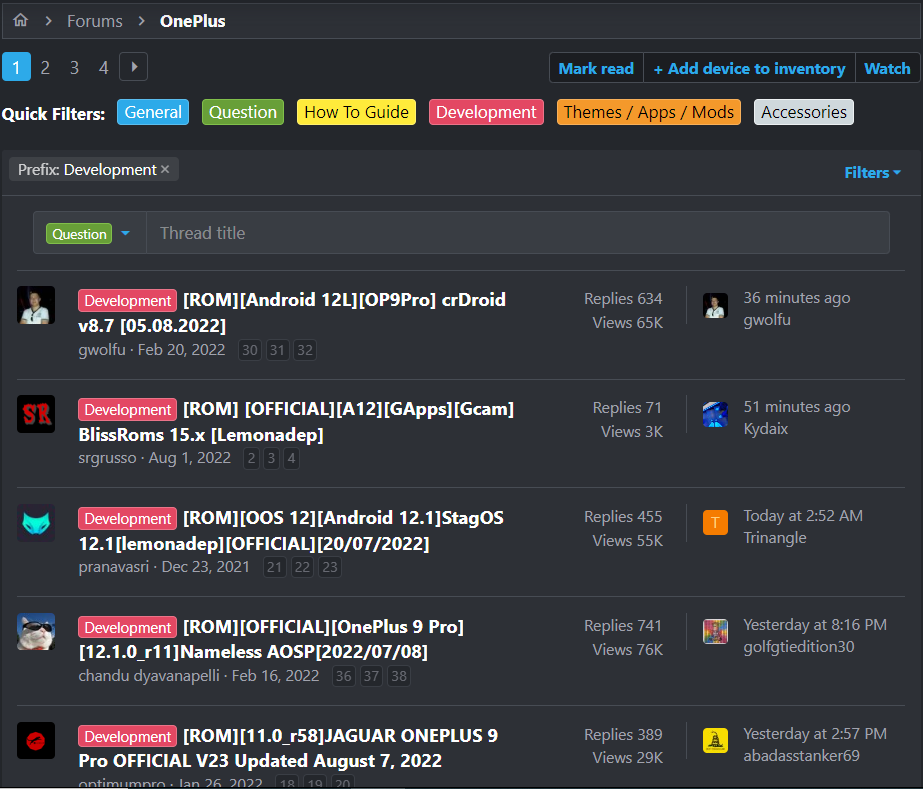 Forums > OnePlus
1 2 3 4
Mark read + Add device to inventory Watch
Quick Filters: General Question How To Guide Development Themes / Apps / Mods Accessories
Prefix: Development ×
Filters
Question Thread title
Development [ROM][Android 12L][OP9Pro] crDroid
v8.7 [05.08.2022]
gwolfu · Feb 20, 2022 30 31 32
Replies 634
Views 65K
36 minutes ago
gwolfu
SR
Development [ROM] [OFFICIAL][A12][GApps][Gcam]
BlissRoms 15.x [Lemonadep]
srgrusso · Aug 1, 2022 2 3 4
Replies 71
Views 3K
51 minutes ago
Kydaix
Development [ROM][OOS 12][Android 12.1]StagOS
12.1[lemonadep][OFFICIAL][20/07/2022]
pranavasri · Dec 23, 2021 21 22 23
Replies 455
Views 55K
T
Today at 2:52 AM
Trinangle
Development [ROM][OFFICIAL][OnePlus 9 Pro]
[12.1.0_r11]Nameless AOSP[2022/07/08]
chandu dyavanapelli · Feb 16, 2022 36 37 38
Replies 741
Views 76K
Yesterday at 8:16 PM
golfgtiedition30
Development [ROM][11.0_r58]JAGUAR ONEPLUS 9
Pro OFFICIAL V23 Updated August 7, 2022
optimumpro · Jan 26, 2022 18 19 20
Replies 389
Views 29K
Yesterday at 2:57 PM
abadasstanker69